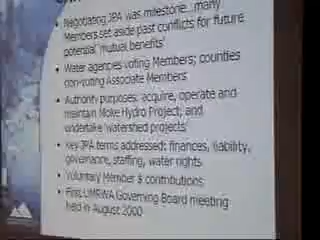 • Negotiating JPA was milestone...many
Members set aside past conflicts for future
potential 'mutual benefits'
• Water agencies voting Members; counties
non-voting Associate Members
• Authority purposes: acquire, operate and
maintain Moke Hydro Project, and
undertake 'watershed projects'
• Key JPA terms addressed: finances, liability,
governance, staffing, water rights
• Voluntary Member $ contributions
• First UMRWA Governing Board meeting
held in August 2000